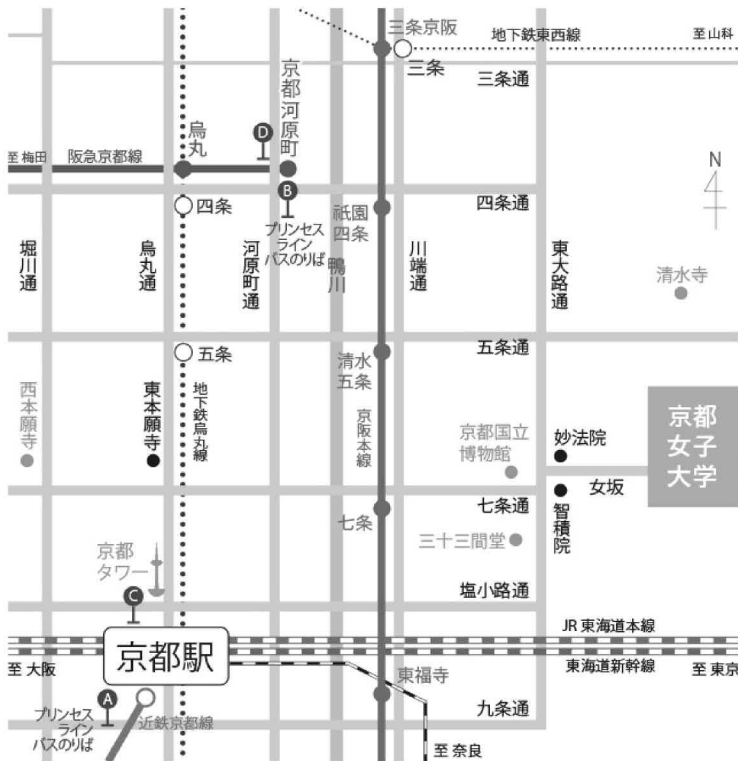 三条京阪
地下鉄東西線
至山科
三条
三条通
京都河原町
D
烏丸
至 梅田
阪急京都線
B
四条
プリンセス
ライン
バスのりば
祇園
四条
四条通
N
堀川通
烏丸通
河原町通
鴨川
川端通
東大路通
清水寺
五条
清水
五条
五条通
西本願寺
東本願寺
地下鉄烏丸線
京阪本線
京都国立
博物館
妙法院
京都
女子
大学
女坂
七条
七条通
智積院
京都
タワー
三十三間堂
C
塩小路通
京都駅
JR 東海道本線
至 大阪
東海道新幹線
至 東京
A
プリンセス
ライン
バスのりば
近鉄京都線
東福寺
九条通
至 奈良